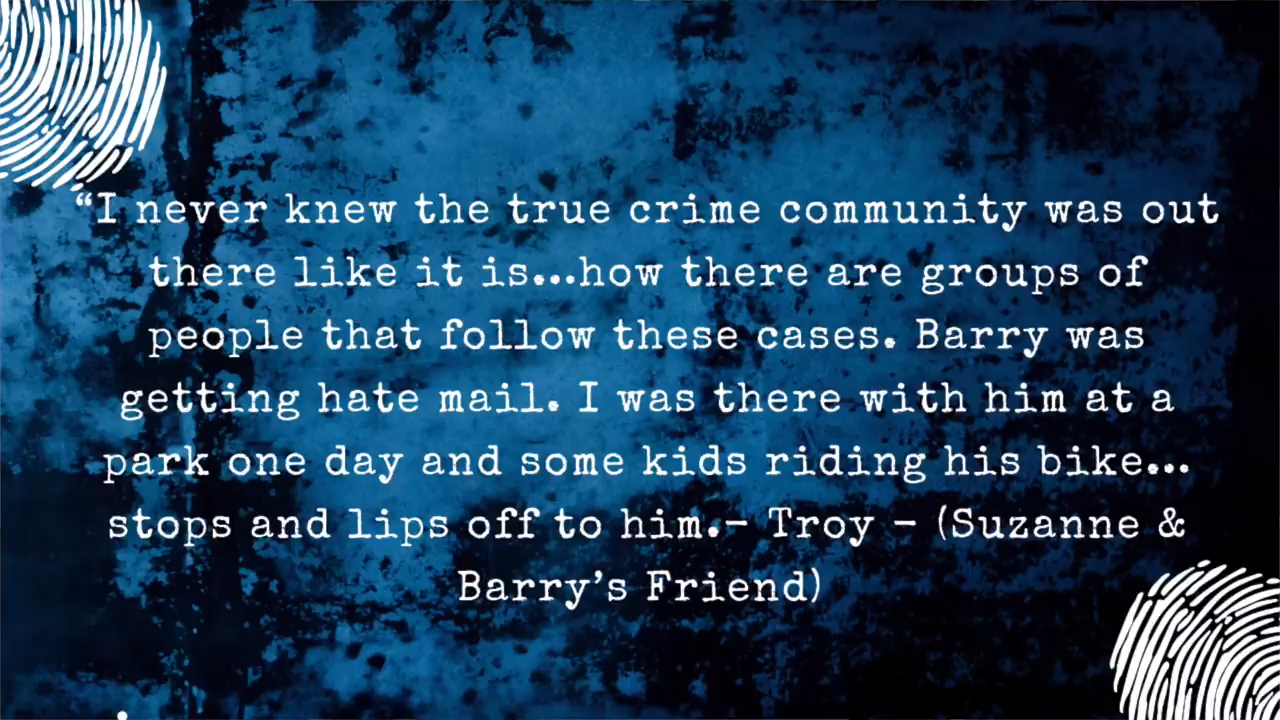 “I never knew the true crime community was out
there like it is...how there are groups of
people that follow these cases. Barry was
getting hate mail. I was there with him at a
park one day and some kids riding his bike...
stops and lips off to him.- Troy - (Suzanne &
Barry’s Friend)